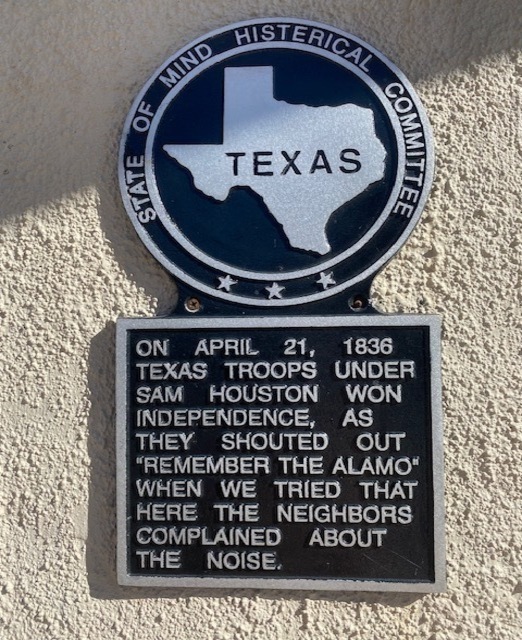 STATE OF MIND HISTERICAL COMMITTEE
TEXAS
ON APRIL 21, 1836
TEXAS TROOPS UNDER
SAM HOUSTON WON
INDEPENDENCE, AS
THEY SHOUTED OUT
"REMEMBER THE ALAMO"
WHEN WE TRIED THAT
HERE THE NEIGHBORS
COMPLAINED ABOUT
THE NOISE.